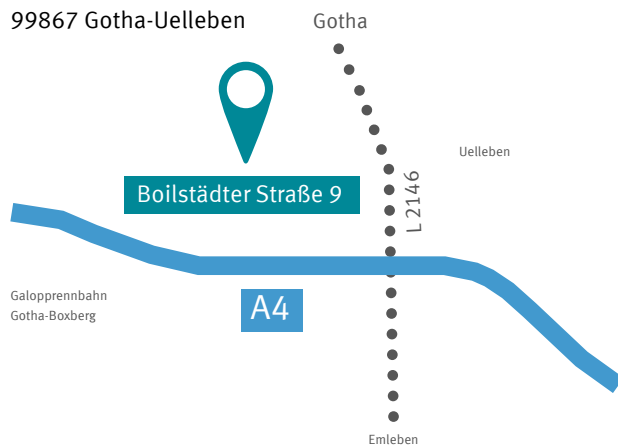 99867 Gotha-Uelleben
Gotha
Uelleben
Boilstädter Straße 9
L 2146
Galopprennbahn
Gotha-Boxberg
A4
Emleben